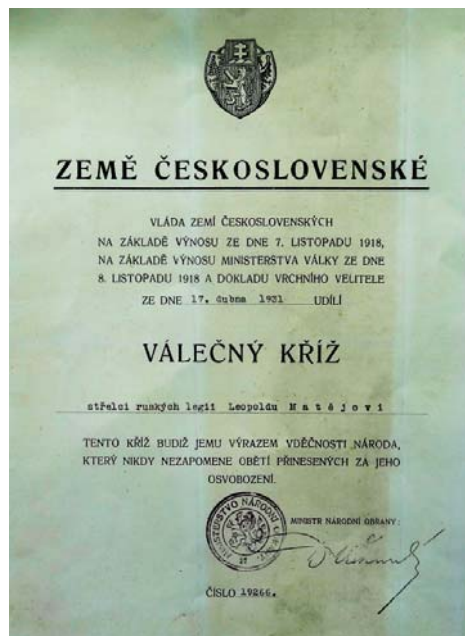 ZEMĚ ČESKOSLOVENSKÉ
VLÁDA ZEMÍ ČESKOSLOVENSKÝCH
NA ZÁKLADĚ VÝNOSU ZE DNE 7. LISTOPADU 1918,
NA ZÁKLADĚ VÝNOSU MINISTERSTVA VÁLKY ZE DNE
8. LISTOPADU 1918 A DOKLADU VRCHNÍHO VELITELE
ZE DNE 17. dubna 1931 UDÍLÍ
VÁLEČNÝ KŘÍŽ
střelci ruských legií Leopoldu Matějovi
TENTO KŘÍŽ BUDIŽ JEMU VÝRAZEM VDĚČNOSTI NÁRODA,
KTERÝ NIKDY NEZAPOMENE OBĚTÍ PŘINESENÝCH ZA JEHO
OSVOBOZENÍ.
MINISTERSTVO NÁRODNÍ
MINISTR NÁRODNÍ OBRANY:
ČÍSLO 19266.